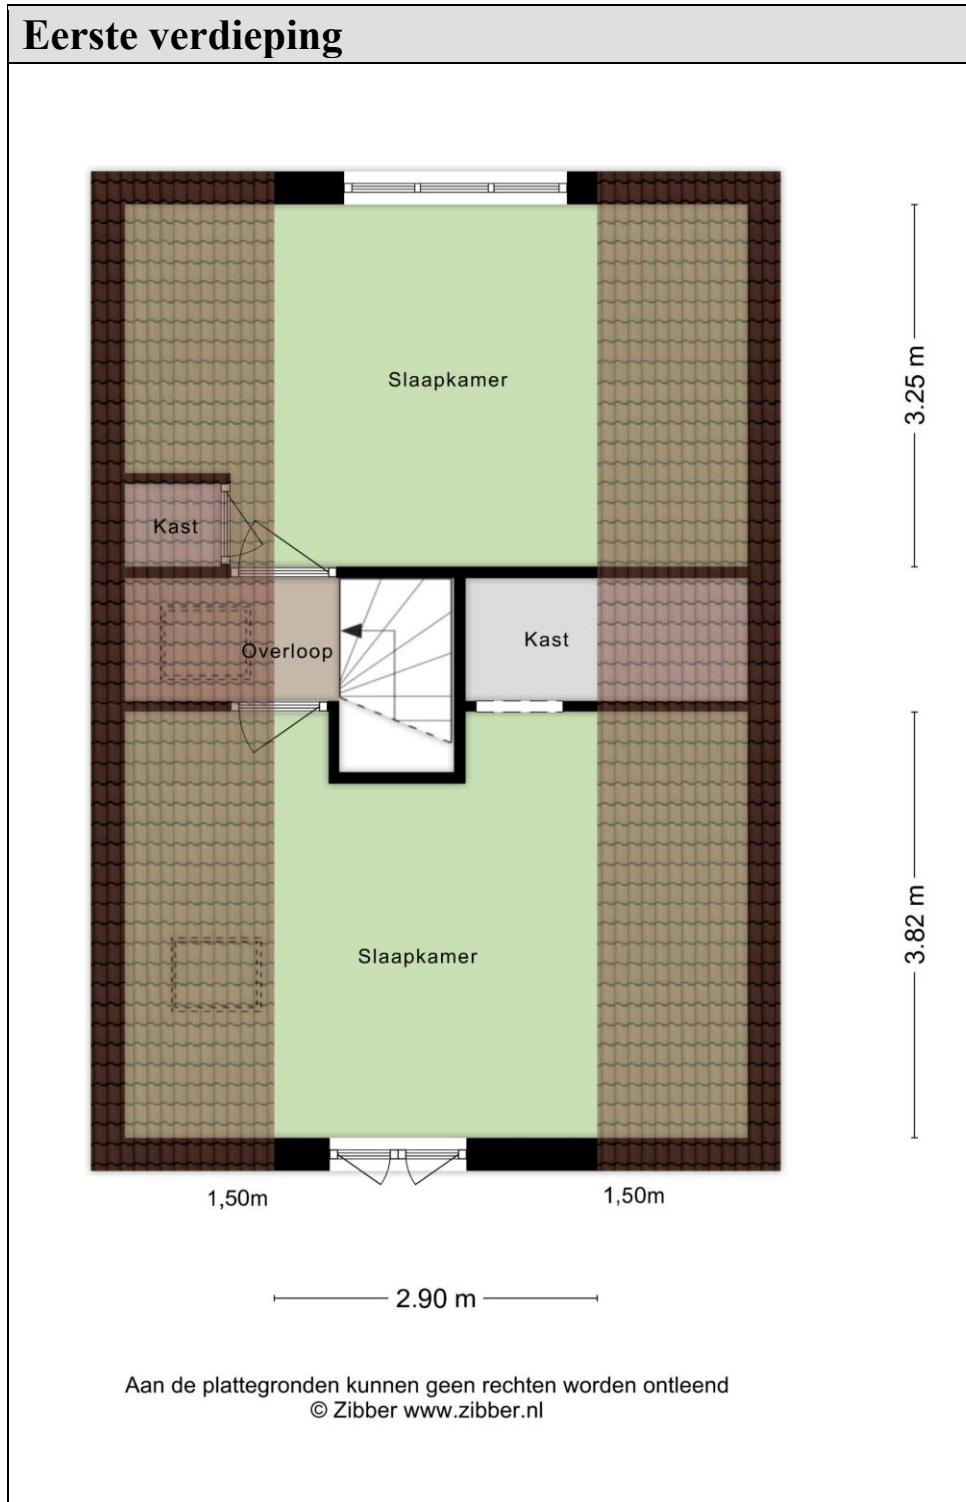 Eerste verdieping
Slaapkamer
3.25 m
Kast
Overloop
Kast
3.82 m
Slaapkamer
1,50m
1,50m
2.90 m
Aan de plattegronden kunnen geen rechten worden ontleend
© Zibber www.zibber.nl